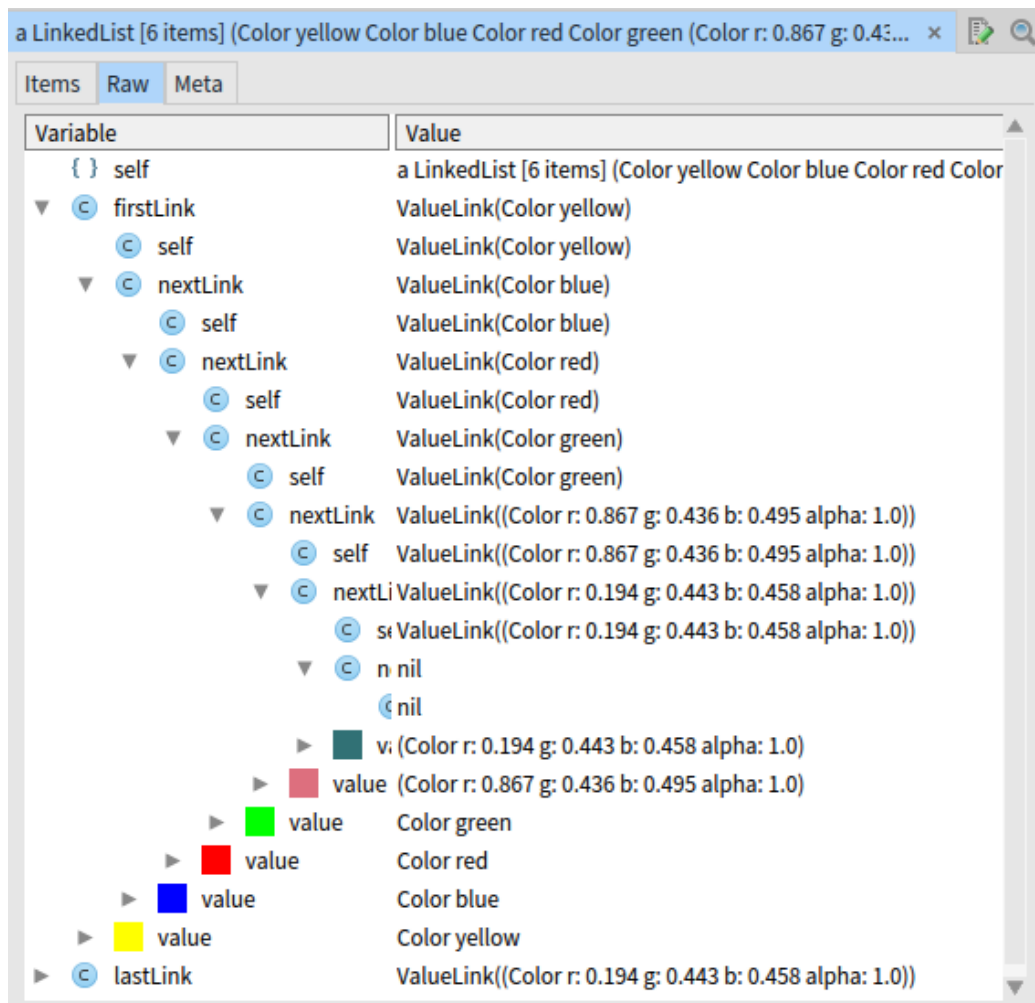 a LinkedList [6 items] (Color yellow Color blue Color red Color green (Color r: 0.867 g: 0.43...
Items Raw Meta
Variable Value
{ } self a LinkedList [6 items] (Color yellow Color blue Color red Color
C firstLink ValueLink(Color yellow)
C self ValueLink(Color yellow)
C nextLink ValueLink(Color blue)
C self ValueLink(Color blue)
C nextLink ValueLink(Color red)
C self ValueLink(Color red)
C nextLink ValueLink(Color green)
C self ValueLink(Color green)
C nextLink ValueLink((Color r: 0.867 g: 0.436 b: 0.495 alpha: 1.0))
C self ValueLink((Color r: 0.867 g: 0.436 b: 0.495 alpha: 1.0))
C nextLi ValueLink((Color r: 0.194 g: 0.443 b: 0.458 alpha: 1.0))
C se ValueLink((Color r: 0.194 g: 0.443 b: 0.458 alpha: 1.0))
C n nil
C nil
va (Color r: 0.194 g: 0.443 b: 0.458 alpha: 1.0)
value (Color r: 0.867 g: 0.436 b: 0.495 alpha: 1.0)
value Color green
value Color red
value Color blue
value Color yellow
C lastLink ValueLink((Color r: 0.194 g: 0.443 b: 0.458 alpha: 1.0))